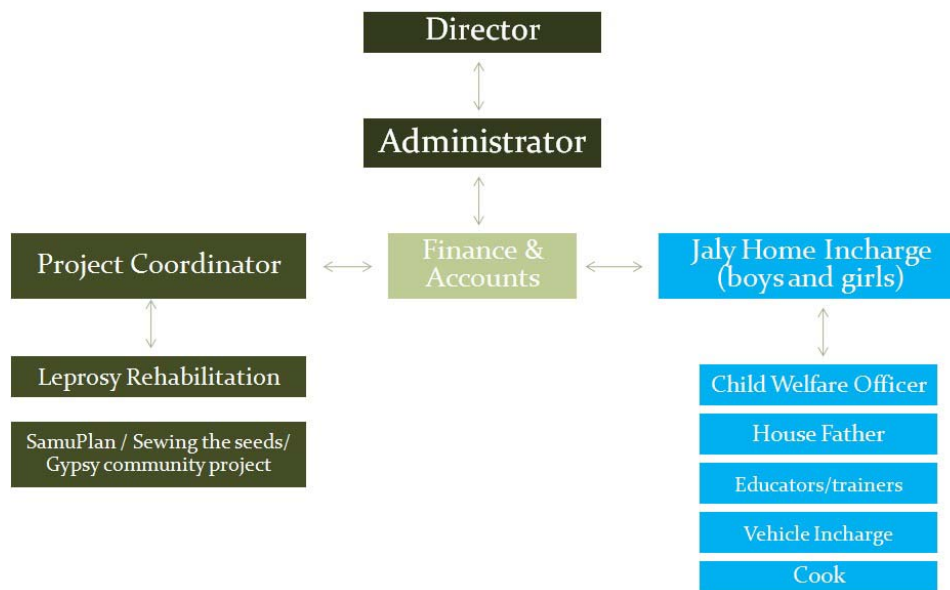 Director
Administrator
Project Coordinator
Finance &
Accounts
Jaly Home Incharge
(boys and girls)
Leprosy Rehabilitation
SamuPlan / Sewing the seeds/
Gypsy community project
Child Welfare Officer
House Father
Educators/trainers
Vehicle Incharge
Cook